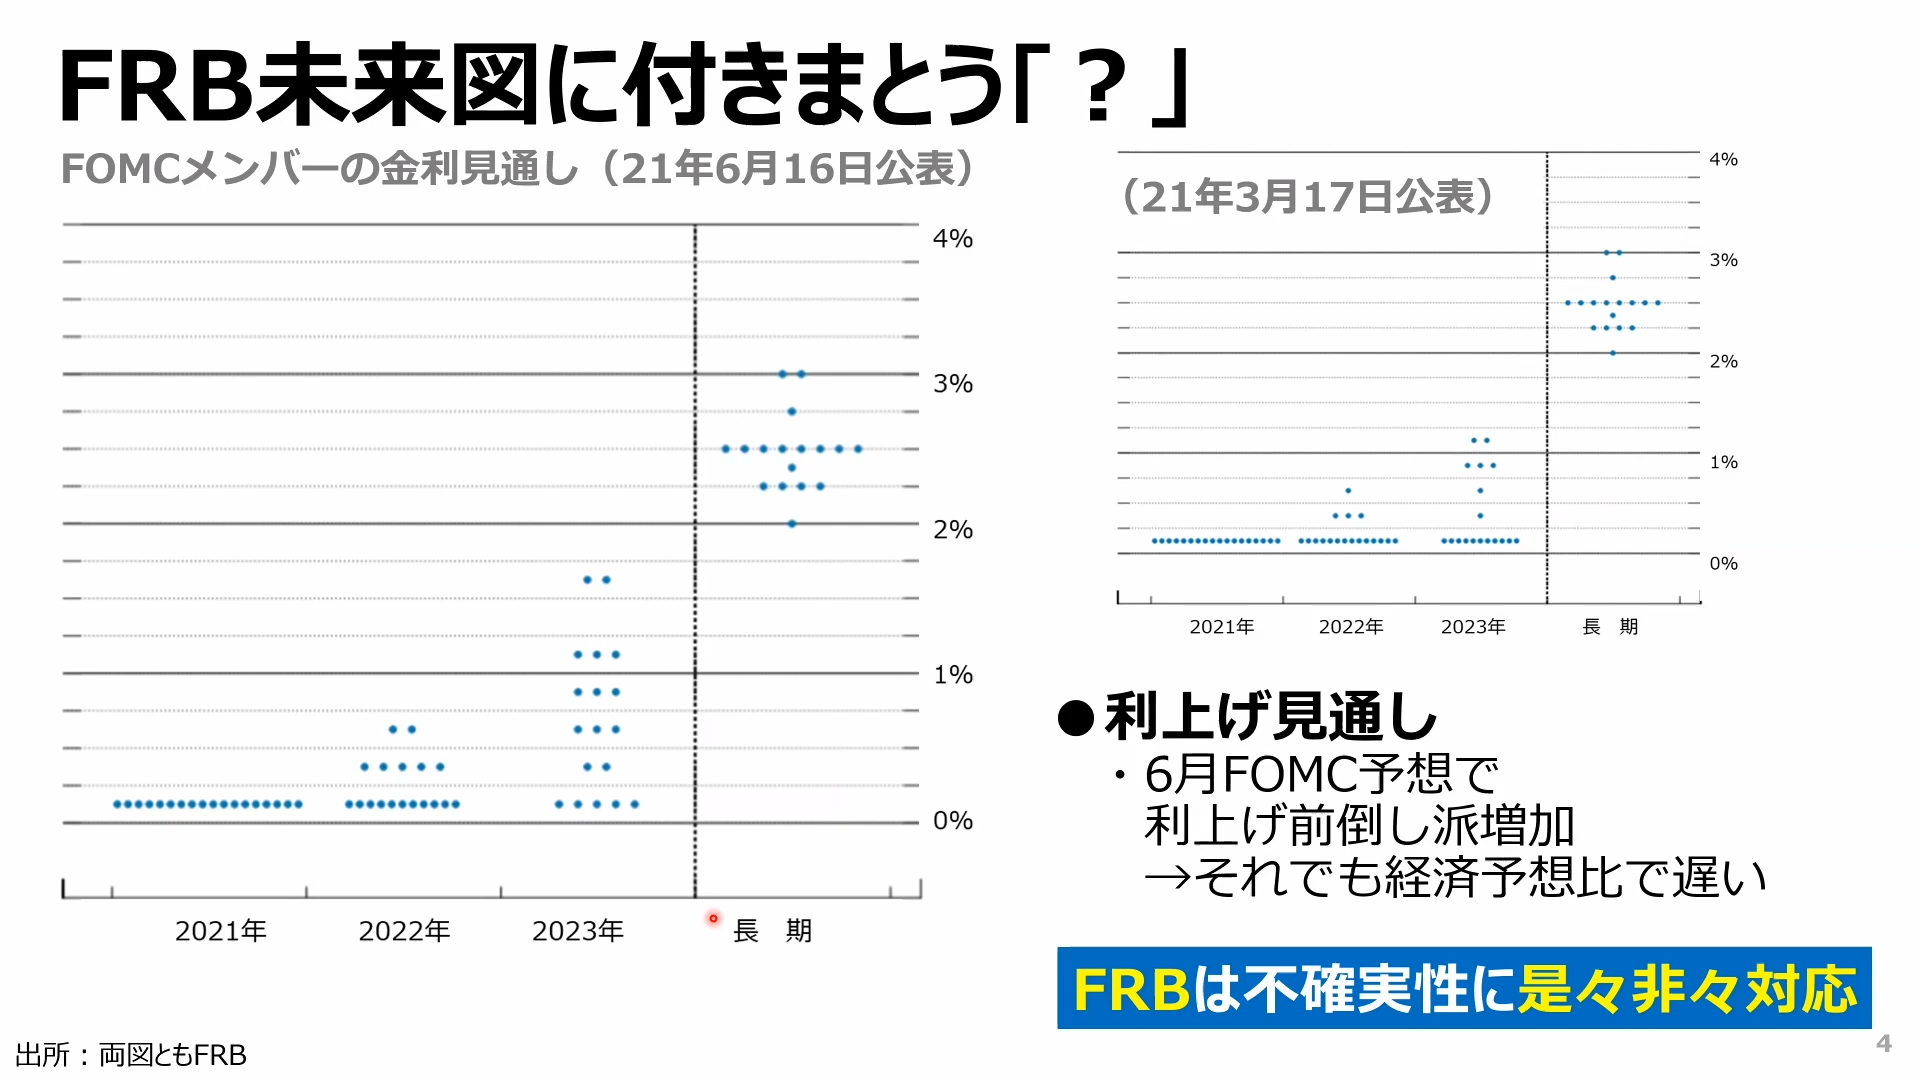 FRB未来図に付きまとう「？」
FOMCメンバーの金利見通し（21年6月16日公表）
4%
3%
2%
1%
0%
2021年
2022年
2023年
長　期
（21年3月17日公表）
4%
3%
2%
1%
0%
2021年
2022年
2023年
長　期
●利上げ見通し
・6月FOMC予想で
利上げ前倒し派増加
→それでも経済予想比で遅い
FRBは不確実性に是々非々対応
出所：両図ともFRB
4